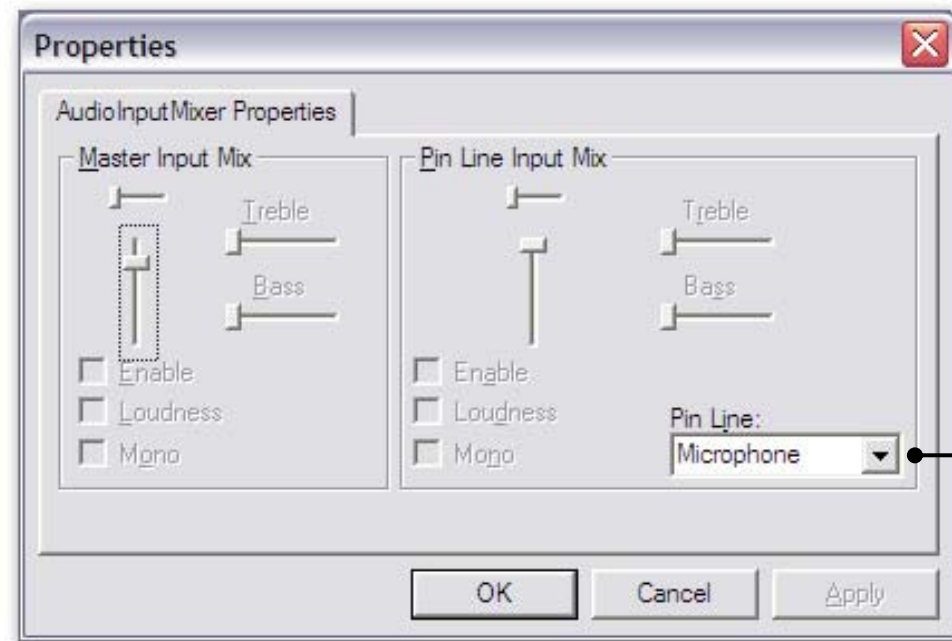 Properties
AudioInputMixer Properties
Master Input Mix
Treble
Bass
Enable
Loudness
Mono
Pin Line Input Mix
Treble
Bass
Enable
Loudness
Mono
Pin Line:
Microphone
OK
Cancel
Apply